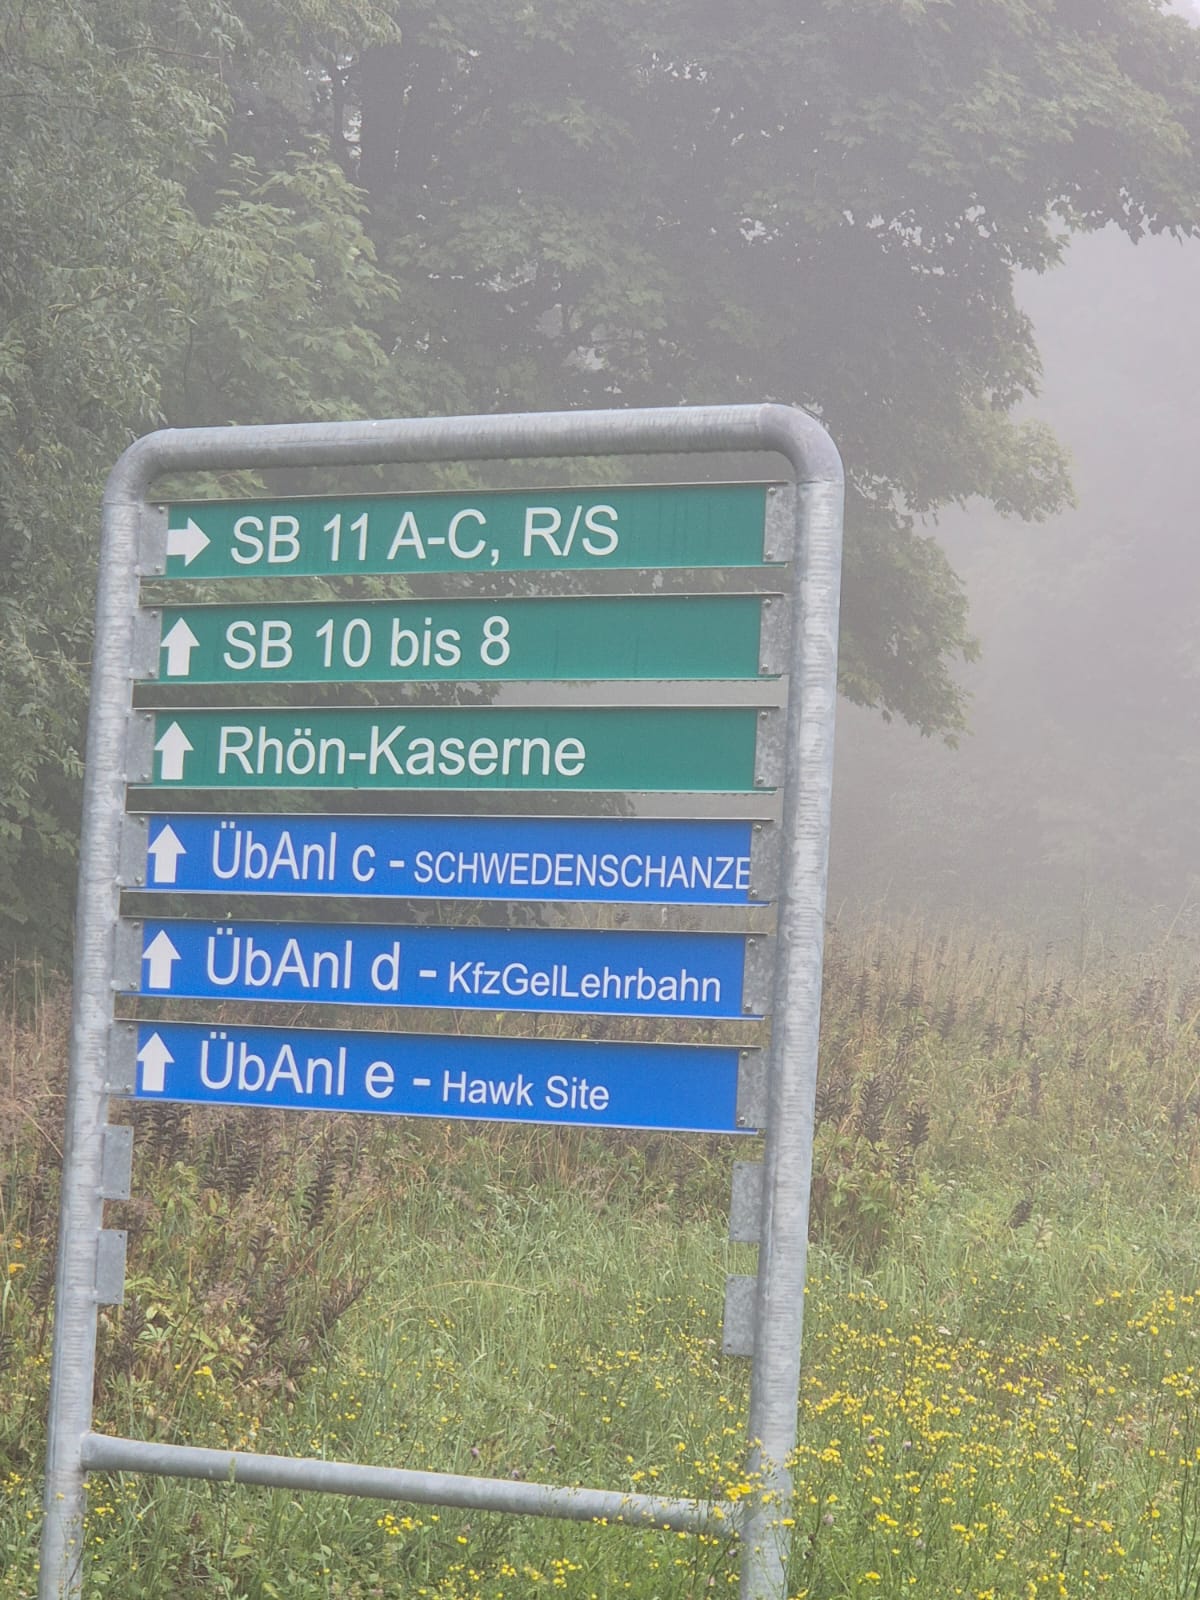 SB 11 A-C, R/S
SB 10 bis 8
Rhön-Kaserne
ÜbAnl c - SCHWEDENSCHANZE
ÜbAnl d - KfzGelLehrbahn
ÜbAnl e - Hawk Site